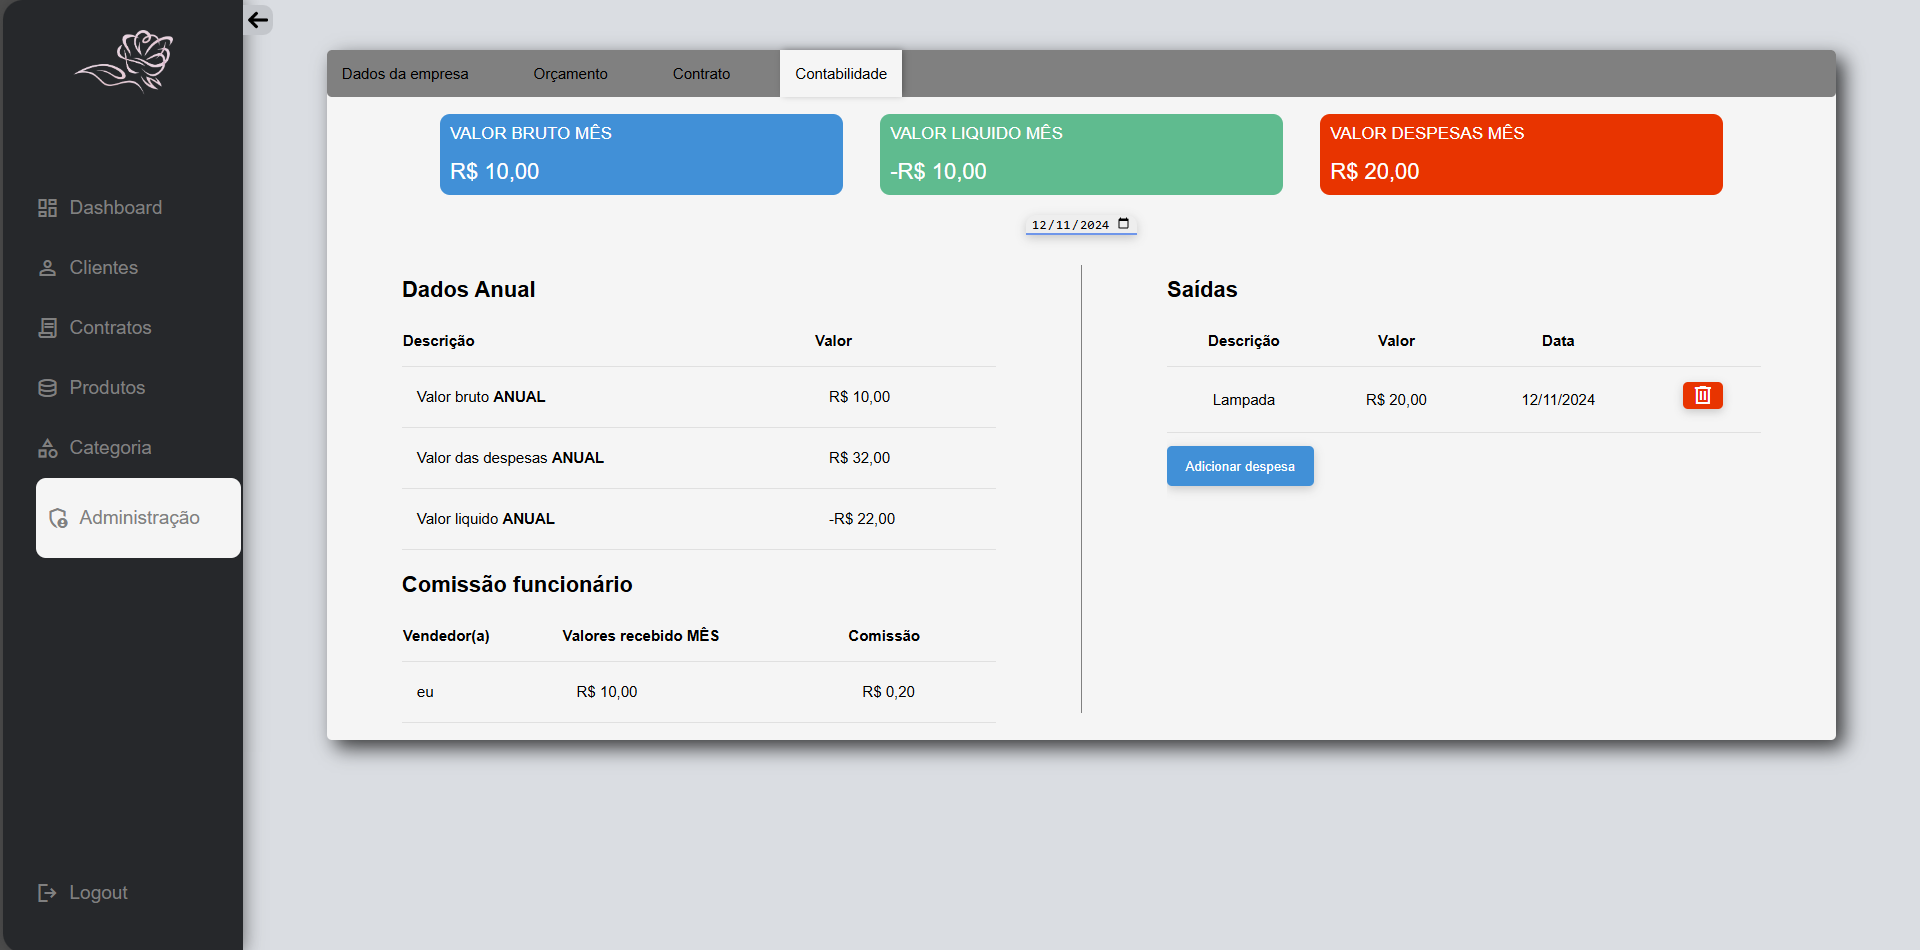 Dashboard
Clientes
Contratos
Produtos
Categoria
Administração
Logout
Dados da empresa Orçamento Contrato Contabilidade
VALOR BRUTO MÊS
R$ 10,00
VALOR LIQUIDO MÊS
-R$ 10,00
VALOR DESPESAS MÊS
R$ 20,00
12/11/2024
Dados Anual
Descrição Valor
Valor bruto ANUAL R$ 10,00
Valor das despesas ANUAL R$ 32,00
Valor liquido ANUAL -R$ 22,00
Comissão funcionário
Vendedor(a) Valores recebido MÊS Comissão
eu R$ 10,00 R$ 0,20
Saídas
Descrição Valor Data
Lampada R$ 20,00 12/11/2024
Adicionar despesa